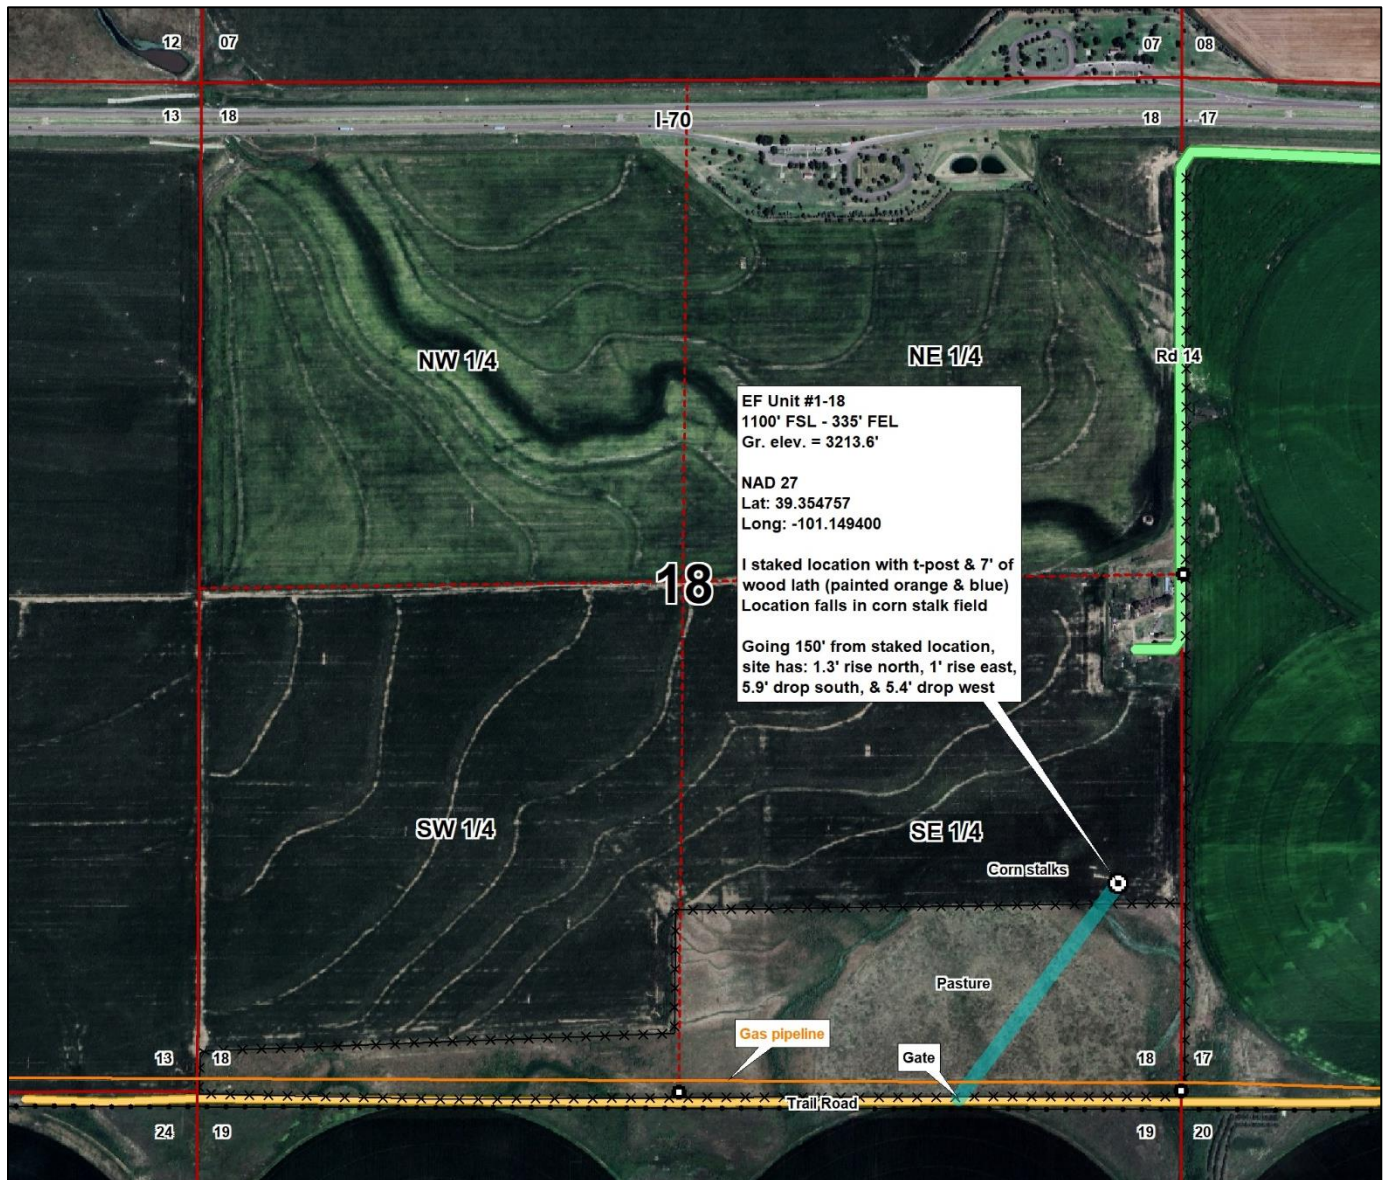 12 07
07 08
13 18
I-70
18 17
NW 1/4
NE 1/4
Rd 14
EF Unit #1-18
1100' FSL - 335' FEL
Gr. elev. = 3213.6'
NAD 27
Lat: 39.354757
Long: -101.149400
I staked location with t-post & 7' of
wood lath (painted orange & blue)
Location falls in corn stalk field
Going 150' from staked location,
site has: 1.3' rise north, 1' rise east,
5.9' drop south, & 5.4' drop west
18
SW 1/4
SE 1/4
Corn stalks
Pasture
Gas pipeline
Gate
13 18
18 17
Trail Road
24 19
19 20